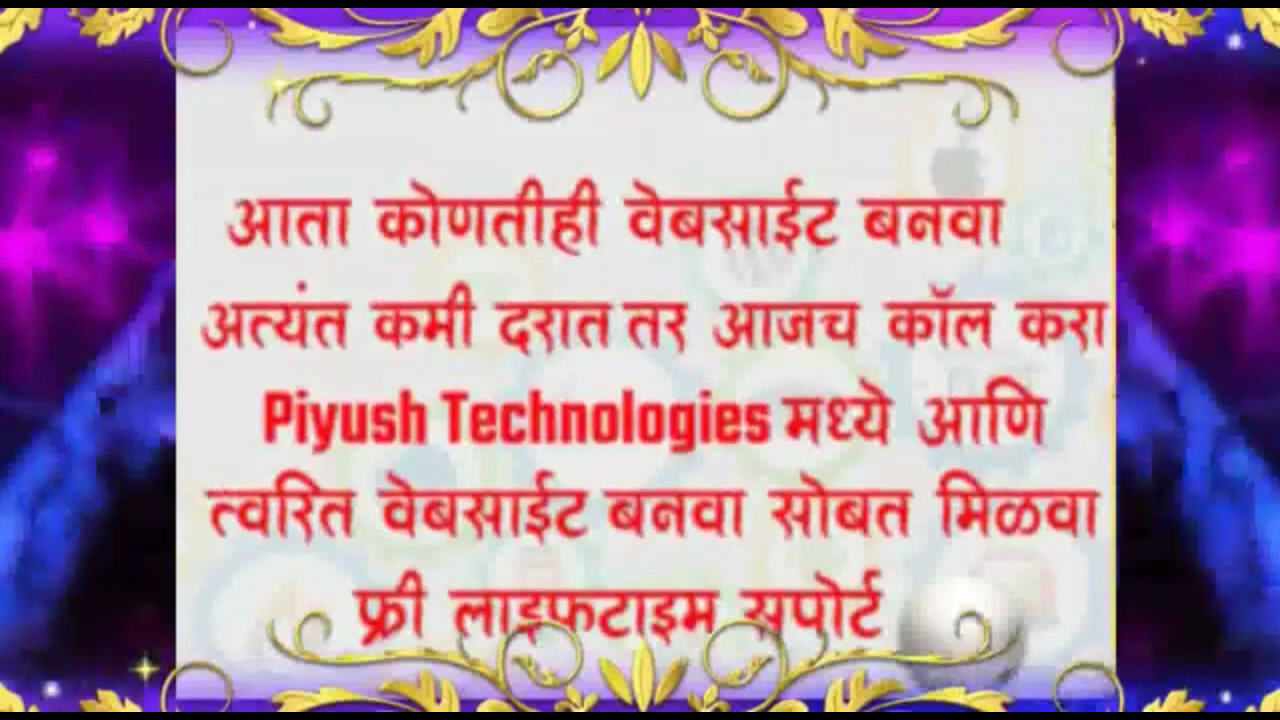 आता कोणतीही वेबसाईट बनवा
अत्यंत कमी दरात तर आजच कॉल करा
Piyush Technologies मध्ये आणि
त्वरित वेबसाईट बनवा सोबत मिळवा
फ्री लाइफटाइम सपोर्ट